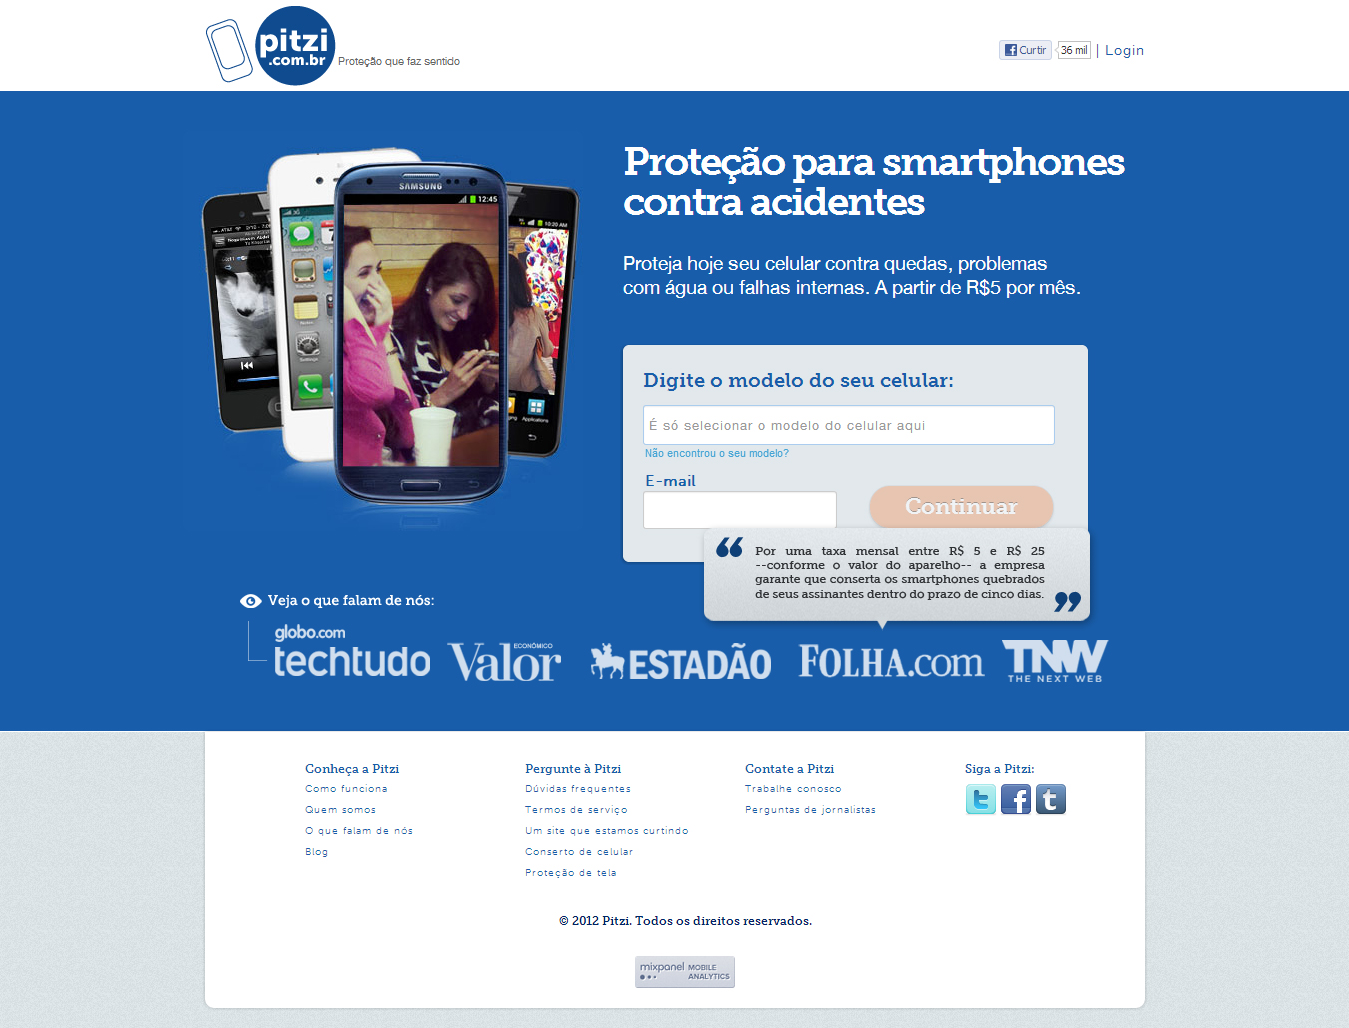 pitzi
.com.br
Proteção que faz sentido
Curtir
36 mil
| Login
SAMSUNG
12:45
10:20 AM
Proteção para smartphones
contra acidentes
Proteja hoje seu celular contra quedas, problemas
com água ou falhas internas. A partir de R$5 por mês.
Digite o modelo do seu celular:
É só selecionar o modelo do celular aqui
Não encontrou o seu modelo?
E-mail
Continuar
“
Por uma taxa mensal entre R$ 5 e R$ 25
--conforme o valor do aparelho-- a empresa
garante que conserta os smartphones quebrados
de seus assinantes dentro do prazo de cinco dias.
”
Veja o que falam de nós:
globo.com
techtudo
Valor
ECONÔMICO
ESTADÃO
FOLHA.com
TNW
THE NEXT WEB
Conheça a Pitzi
Como funciona
Quem somos
O que falam de nós
Blog
Pergunte à Pitzi
Dúvidas frequentes
Termos de serviço
Um site que estamos curtindo
Conserto de celular
Proteção de tela
Contate a Pitzi
Trabalhe conosco
Perguntas de jornalistas
Siga a Pitzi:
© 2012 Pitzi. Todos os direitos reservados.
mixpanel MOBILE
ANALYTICS